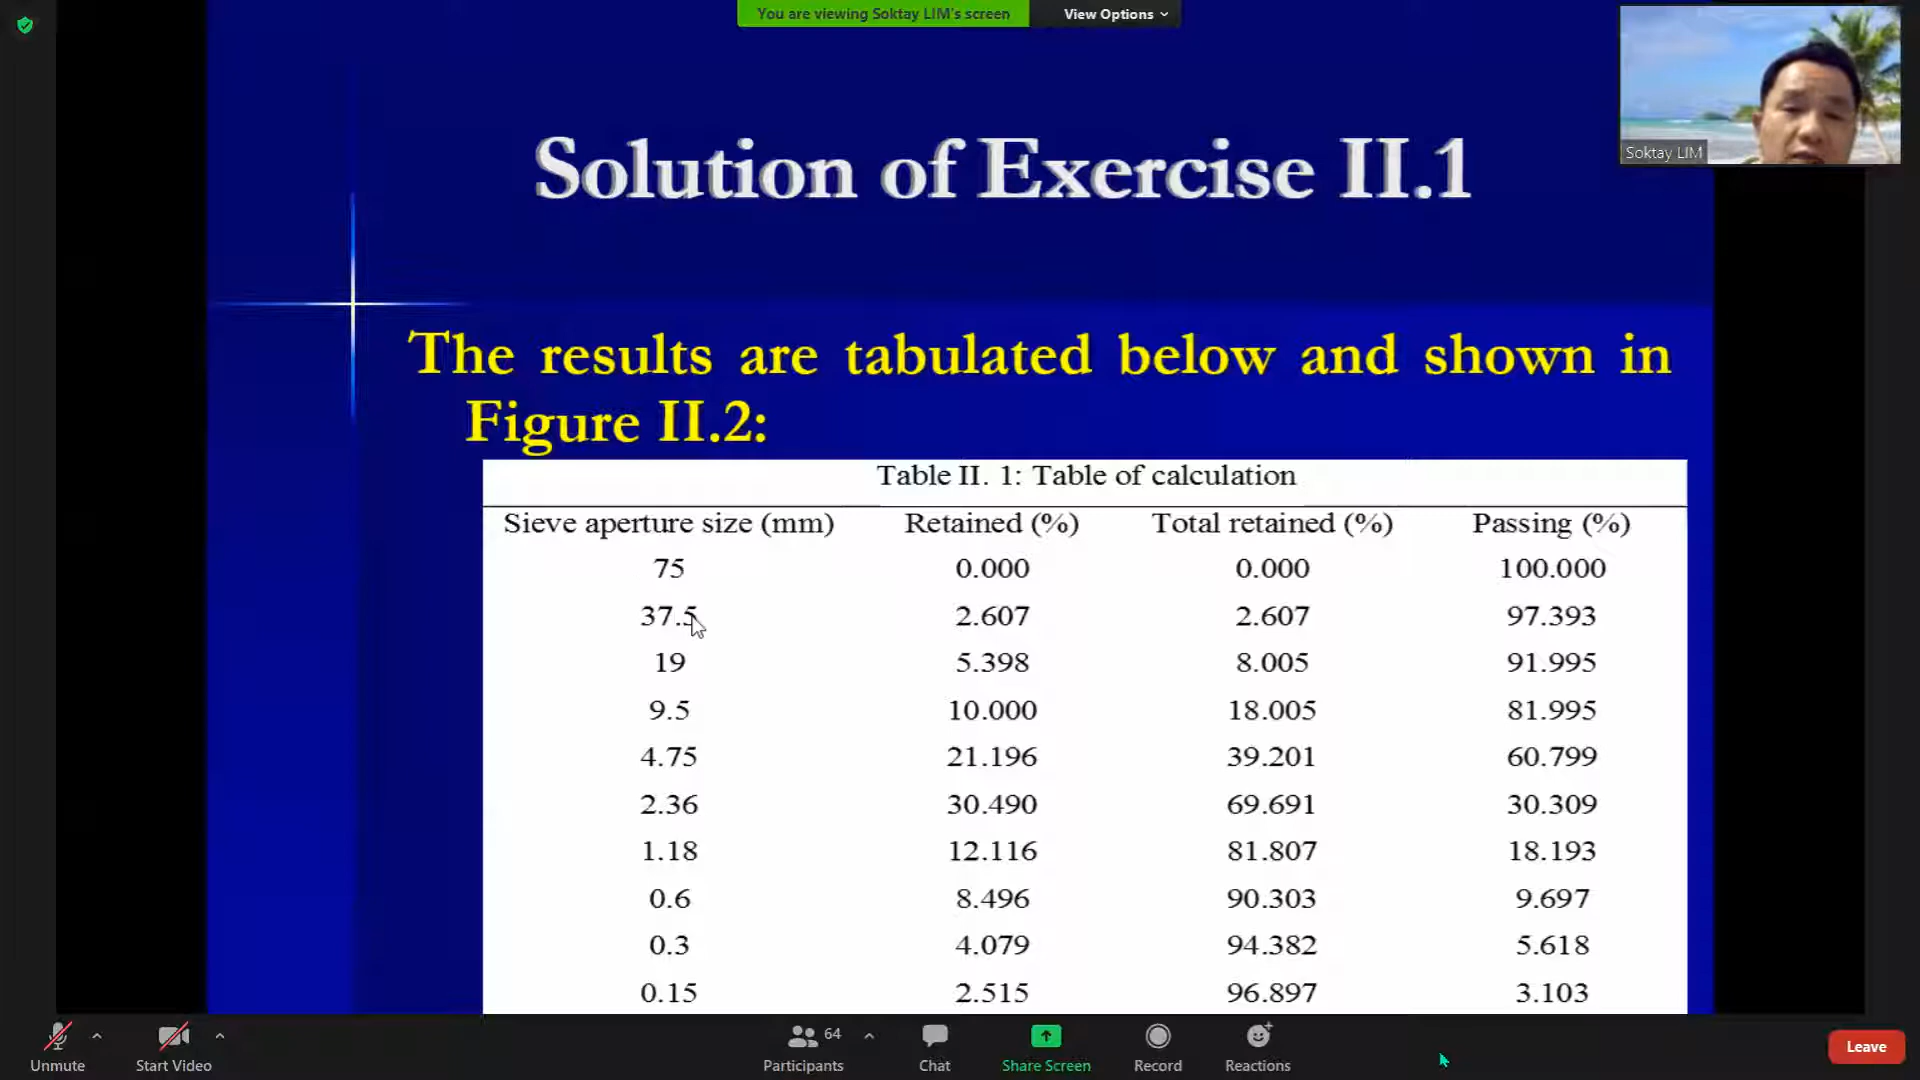 You are viewing Soktay LIM's screen View Options
Soktay LIM
Solution of Exercise II.1
The results are tabulated below and shown in
Figure II.2:
Table II. 1: Table of calculation
Sieve aperture size (mm) Retained (%) Total retained (%) Passing (%)
75 0.000 0.000 100.000
37.5 2.607 2.607 97.393
19 5.398 8.005 91.995
9.5 10.000 18.005 81.995
4.75 21.196 39.201 60.799
2.36 30.490 69.691 30.309
1.18 12.116 81.807 18.193
0.6 8.496 90.303 9.697
0.3 4.079 94.382 5.618
0.15 2.515 96.897 3.103
64
Unmute Start Video Participants Chat Share Screen Record Reactions Leave